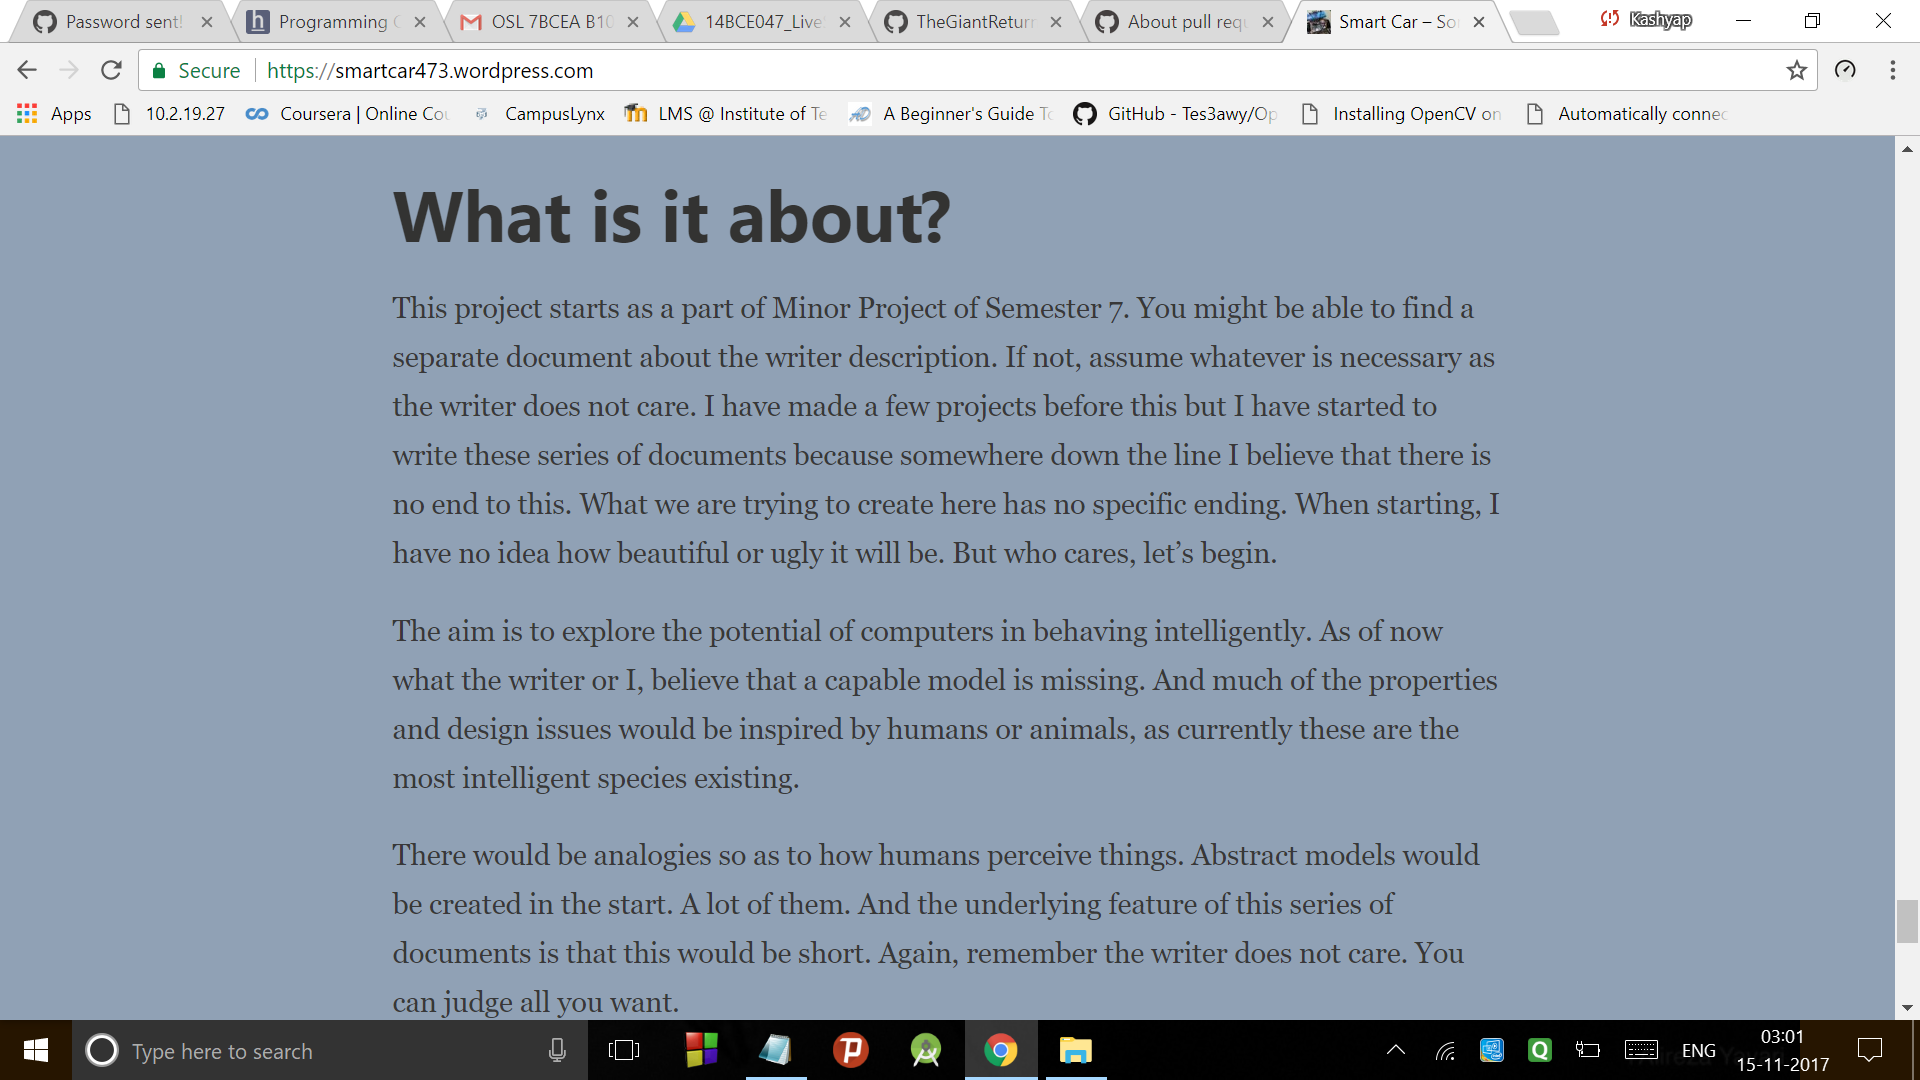 Password sent!
Programming
OSL 7BCEA B10
14BCE047_Live
TheGiantReturn
About pull requ
Smart Car – So
Kashyap
Secure
https://smartcar473.wordpress.com
Apps
10.2.19.27
Coursera | Online Cou
CampusLynx
LMS @ Institute of Te
A Beginner's Guide To
GitHub - Tes3awy/Op
Installing OpenCV on
Automatically connec
What is it about?
This project starts as a part of Minor Project of Semester 7. You might be able to find a
separate document about the writer description. If not, assume whatever is necessary as
the writer does not care. I have made a few projects before this but I have started to
write these series of documents because somewhere down the line I believe that there is
no end to this. What we are trying to create here has no specific ending. When starting, I
have no idea how beautiful or ugly it will be. But who cares, let’s begin.
The aim is to explore the potential of computers in behaving intelligently. As of now
what the writer or I, believe that a capable model is missing. And much of the properties
and design issues would be inspired by humans or animals, as currently these are the
most intelligent species existing.
There would be analogies so as to how humans perceive things. Abstract models would
be created in the start. A lot of them. And the underlying feature of this series of
documents is that this would be short. Again, remember the writer does not care. You
can judge all you want.
Type here to search
ENG
03:01
15-11-2017